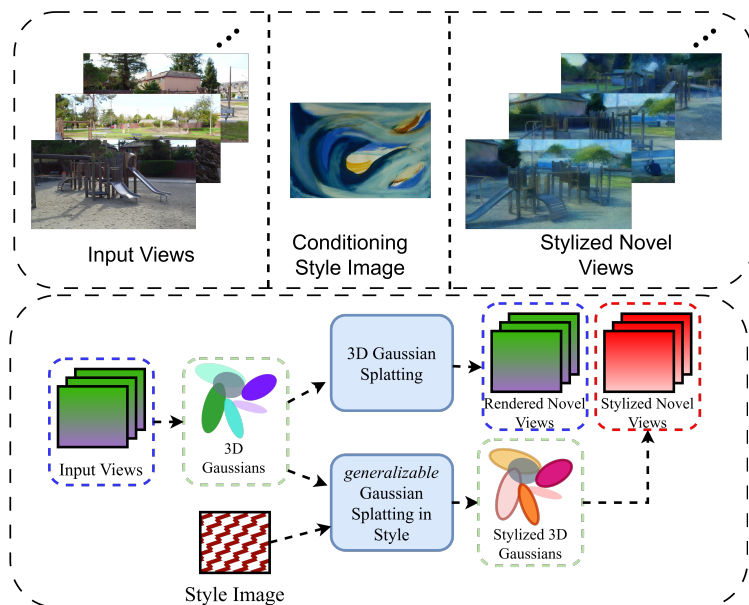 Input Views
Conditioning
Style Image
Stylized Novel
Views
3D Gaussian
Splatting
Rendered Novel
Views
Stylized Novel
Views
Input Views
3D
Gaussians
generalizable
Gaussian
Splatting in
Style
Stylized 3D
Gaussians
Style Image